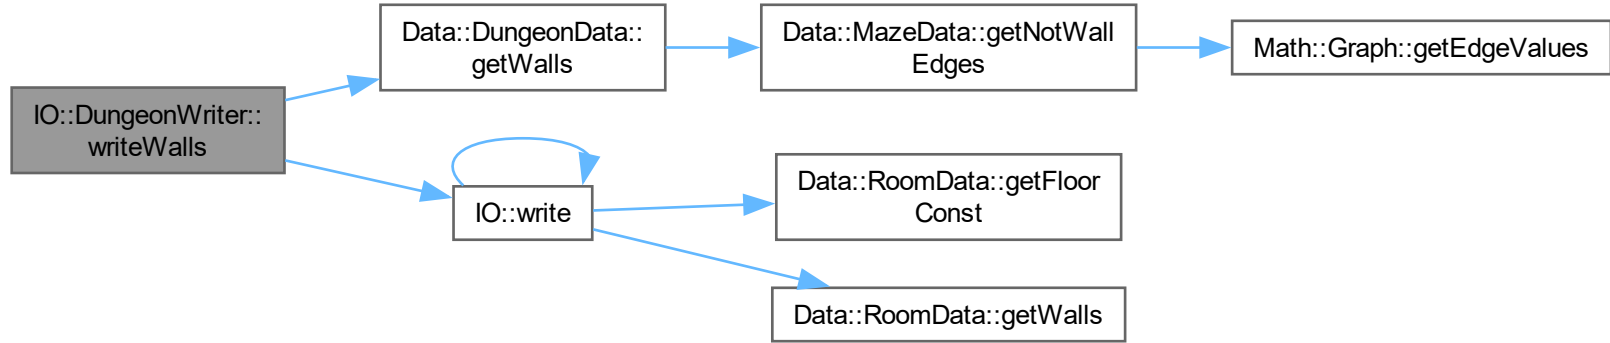 IO::DungeonWriter::
writeWalls
Data::DungeonData::
getWalls
Data::MazeData::getNotWall
Edges
Math::Graph::getEdgeValues
IO::write
Data::RoomData::getFloor
Const
Data::RoomData::getWalls